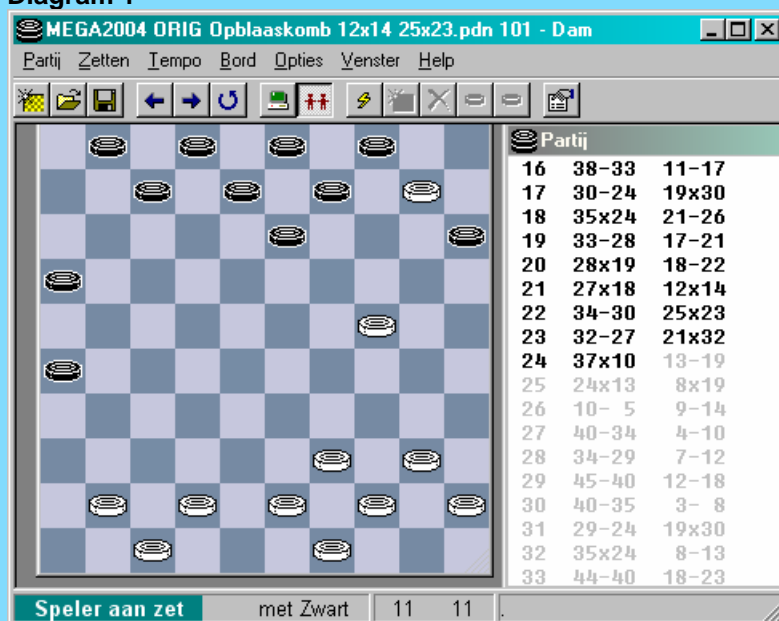 MEGA2004 ORIG Opblaaskomb 12x14 25x23.pdn 101 - Dam
Partij Zetten Tempo Bord Opties Venster Help
Partij
16 38-33 11-17
17 30-24 19x30
18 35x24 21-26
19 33-28 17-21
20 28x19 18-22
21 27x18 12x14
22 34-30 25x23
23 32-27 21x32
24 37x10 13-19
25 24x13 8x19
26 10- 5 9-14
27 40-34 4-10
28 34-29 7-12
29 45-40 12-18
30 40-35 3- 8
31 29-24 19x30
32 35x24 8-13
33 44-40 18-23
Speler aan zet met Zwart 11 11 .